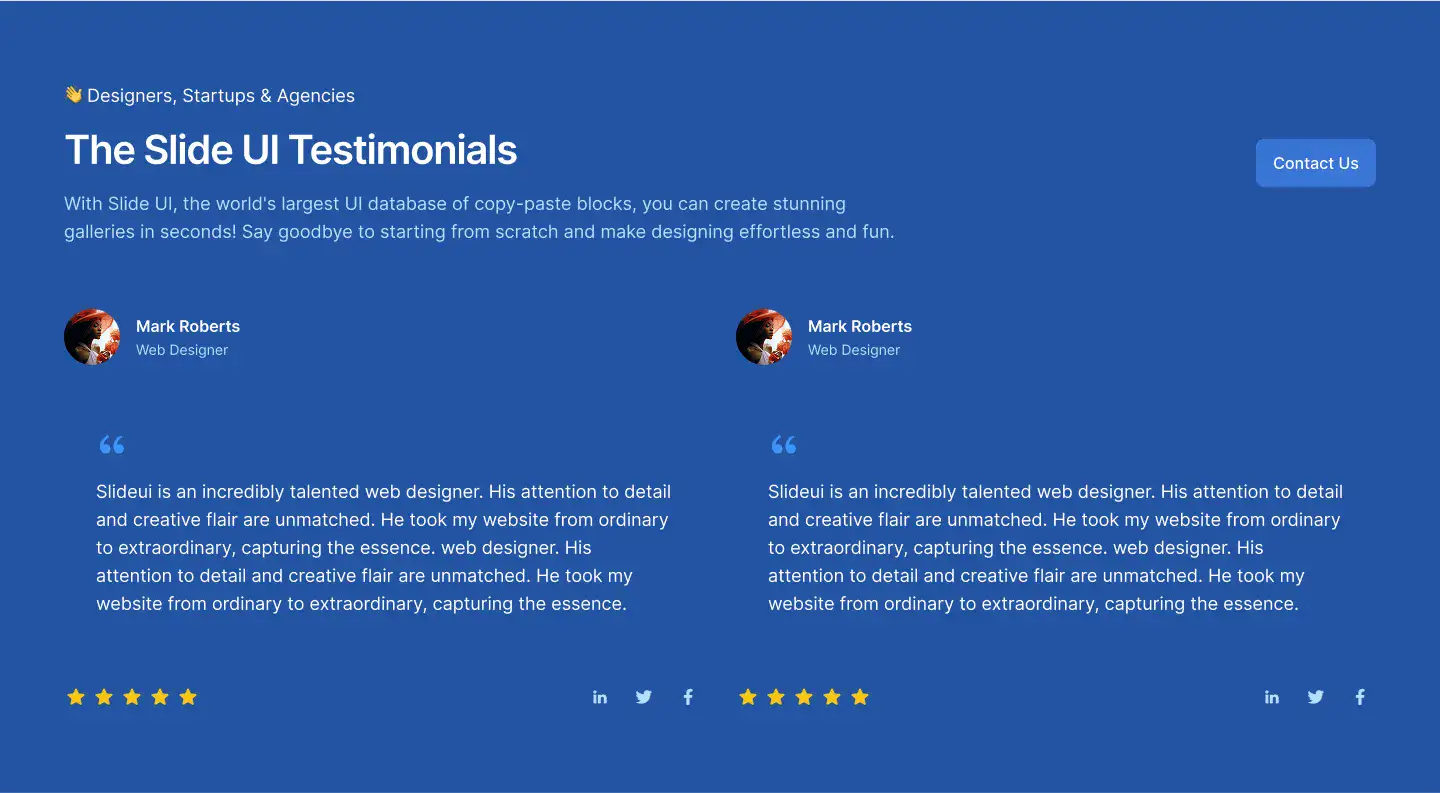 👋 Designers, Startups & Agencies
The Slide UI Testimonials
Contact Us
With Slide UI, the world's largest UI database of copy-paste blocks, you can create stunning
galleries in seconds! Say goodbye to starting from scratch and make designing effortless and fun.
Mark Roberts
Web Designer
“
Slideui is an incredibly talented web designer. His attention to detail
and creative flair are unmatched. He took my website from ordinary
to extraordinary, capturing the essence. web designer. His
attention to detail and creative flair are unmatched. He took my
website from ordinary to extraordinary, capturing the essence.
Mark Roberts
Web Designer
“
Slideui is an incredibly talented web designer. His attention to detail
and creative flair are unmatched. He took my website from ordinary
to extraordinary, capturing the essence. web designer. His
attention to detail and creative flair are unmatched. He took my
website from ordinary to extraordinary, capturing the essence.